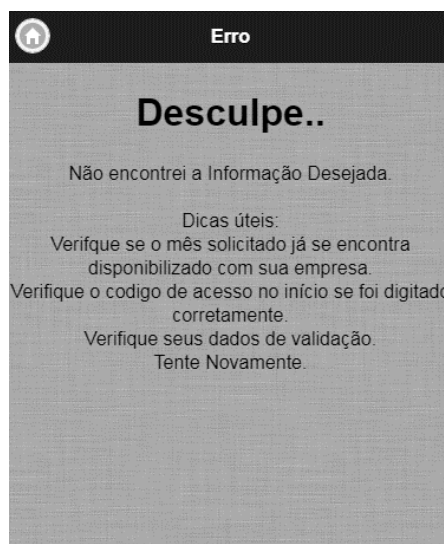 Erro
Desculpe..
Não encontrei a Informação Desejada.
Dicas úteis:
Verifque se o mês solicitado já se encontra
disponibilizado com sua empresa.
Verifique o codigo de acesso no início se foi digitado
corretamente.
Verifique seus dados de validação.
Tente Novamente.